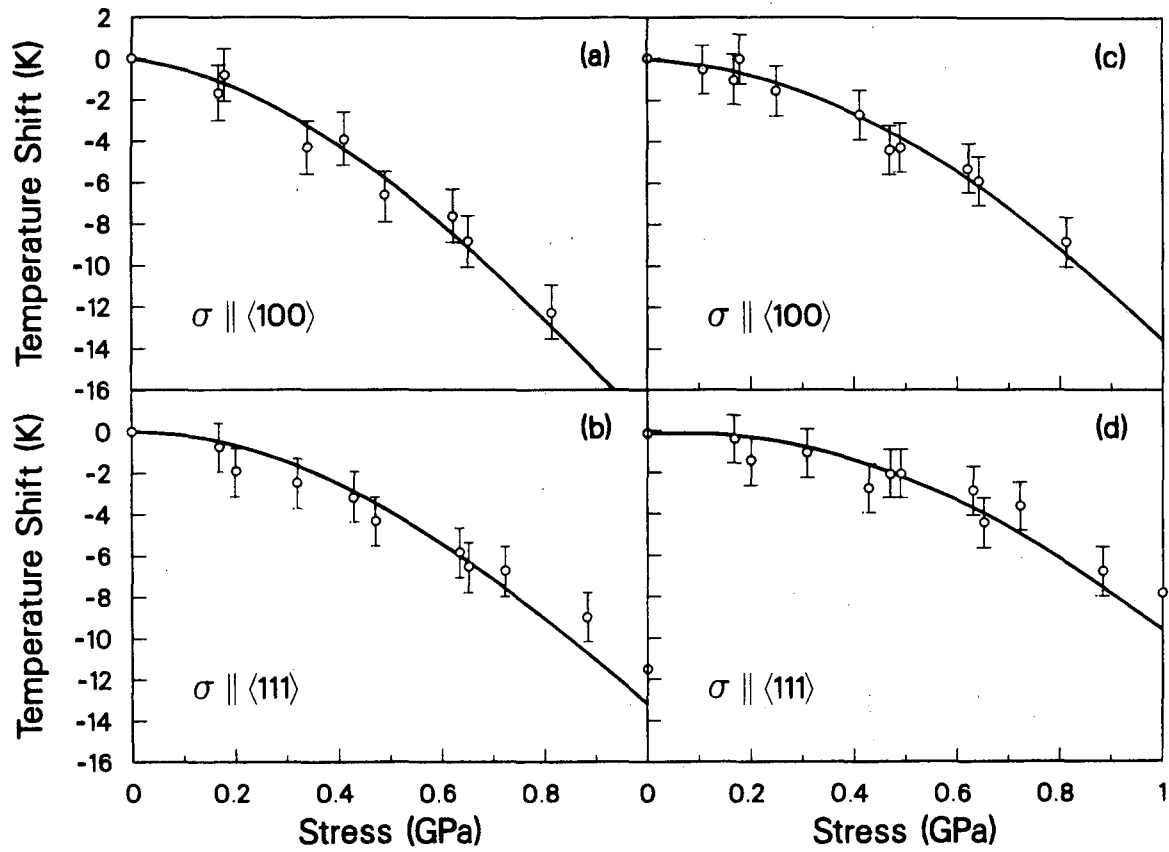 2
0
-2
-4
-6
-8
-10
-12
-14
-16
Temperature Shift (K)
(a)
σ || ⟨100⟩
(c)
σ || ⟨100⟩
0
-2
-4
-6
-8
-10
-12
-14
-16
Temperature Shift (K)
(b)
σ || ⟨111⟩
(d)
σ || ⟨111⟩
0 0.2 0.4 0.6 0.8 0 0.2 0.4 0.6 0.8 1
Stress (GPa) Stress (GPa)